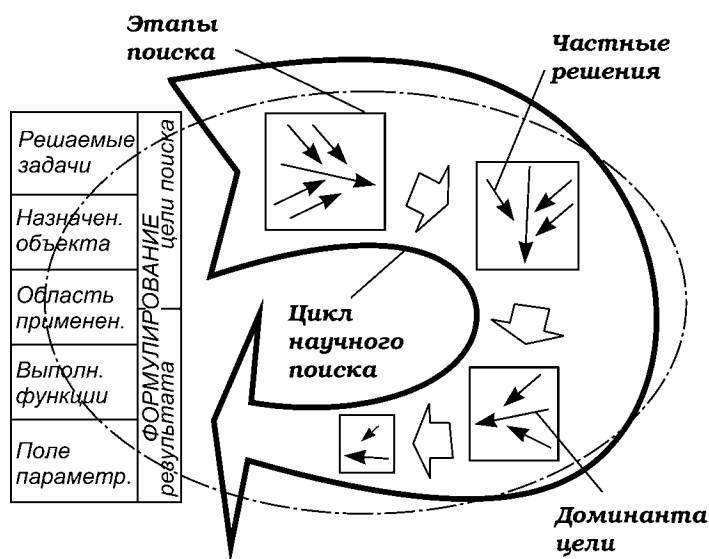 Этапы
поиска
Частные
решения
Решаемые
задачи
Назначен.
объекта
Область
применен.
Выполн.
функиши
Поле
параметр.
ФОРМУЛИРОВАНИЕ
цели поиска
результата
Цикл
научного
поиска
Доминанта
цели